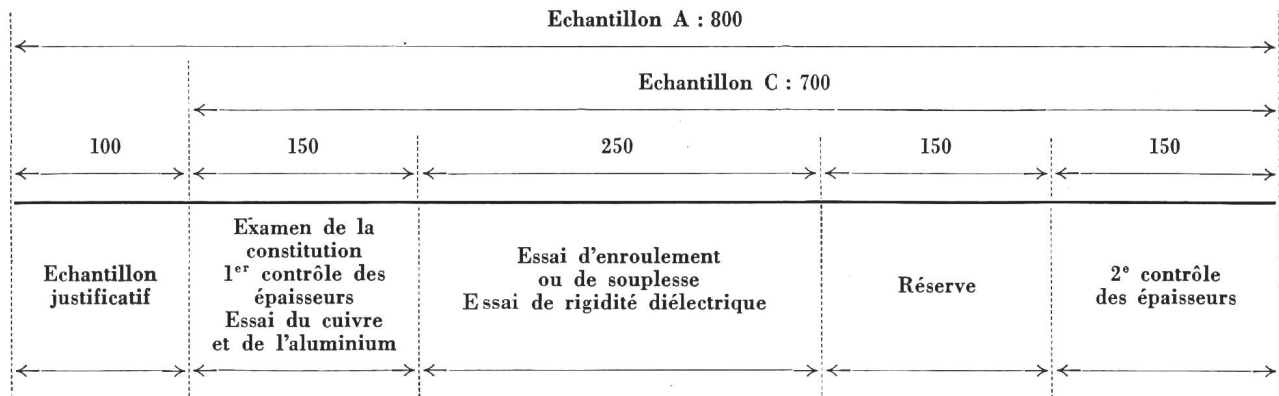 Echantillon A : 800
Echantillon C : 700
100 150 250 150 150
Echantillon
justificatif
Examen de la
constitution
1er contrôle des
épaisseurs
Essai du cuivre
et de l'aluminium
Essai d'enroulement
ou de souplesse
Essai de rigidité diélectrique
Réserve
2e contrôle
des épaisseurs